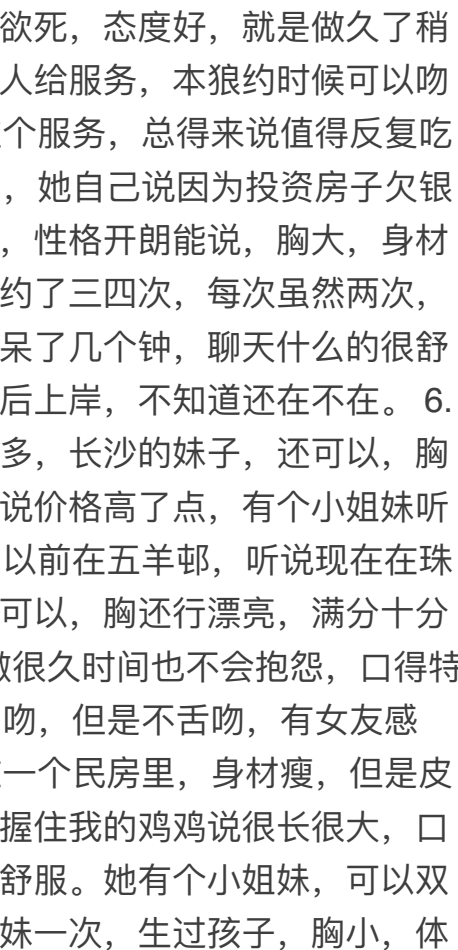 欲死，态度好，就是做久了稍
人给服务，本狼约时候可以吻
个服务，总得来说值得反复吃
，她自己说因为投资房子欠银
，性格开朗能说，胸大，身材
约了三四次，每次虽然两次，
呆了几个钟，聊天什么的很舒
后上岸，不知道还在不在。 6.
多，长沙的妹子，还可以，胸
说价格高了点，有个小姐妹听
以前在五羊邨，听说现在在珠
可以，胸还行漂亮，满分十分
做很久时间也不会抱怨，口得特
吻，但是不舌吻，有女友感
一个民房里，身材瘦，但是皮
握住我的鸡鸡说很长很大，口
舒服。她有个小姐妹，可以双
妹一次，生过孩子，胸小，体